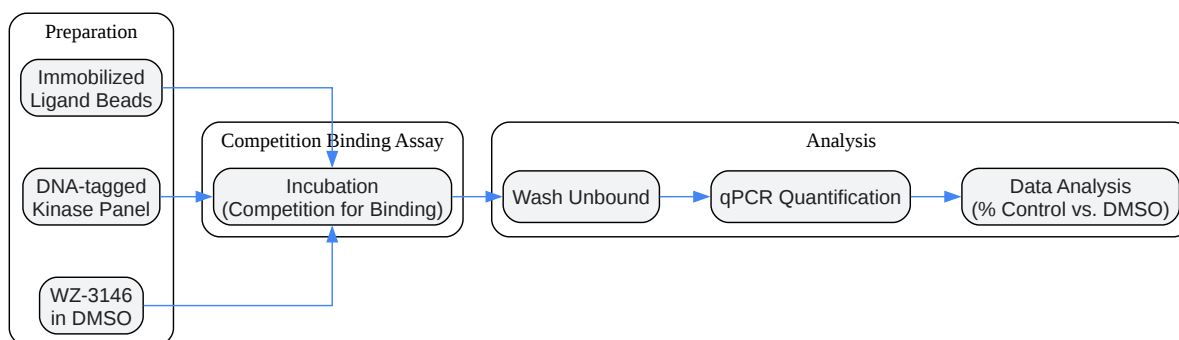 Preparation
Immobilized
Ligand Beads
DNA-tagged
Kinase Panel
WZ-3146
in DMSO
Competition Binding Assay
Incubation
(Competition for Binding)
Analysis
Wash Unbound
qPCR Quantification
Data Analysis
(% Control vs. DMSO)